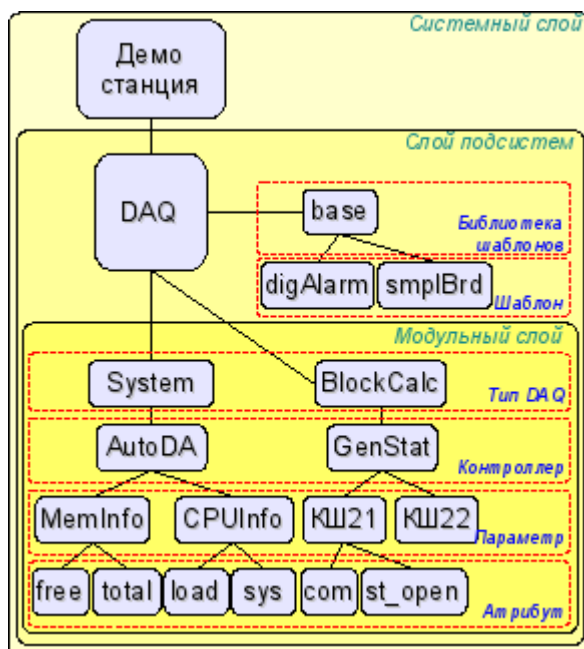 Системный слой
Демо
станция
Слой подсистем
DAQ
base
Библиотека
шаблонов
digAlarm
smplBrd
Шаблон
Модульный слой
System
BlockCalc
Тип DAQ
AutoDA
GenStat
Контроллер
MemInfo
CPUInfo
КШ21
КШ22
Параметр
free
total
load
sys
com
st_open
Атрибут